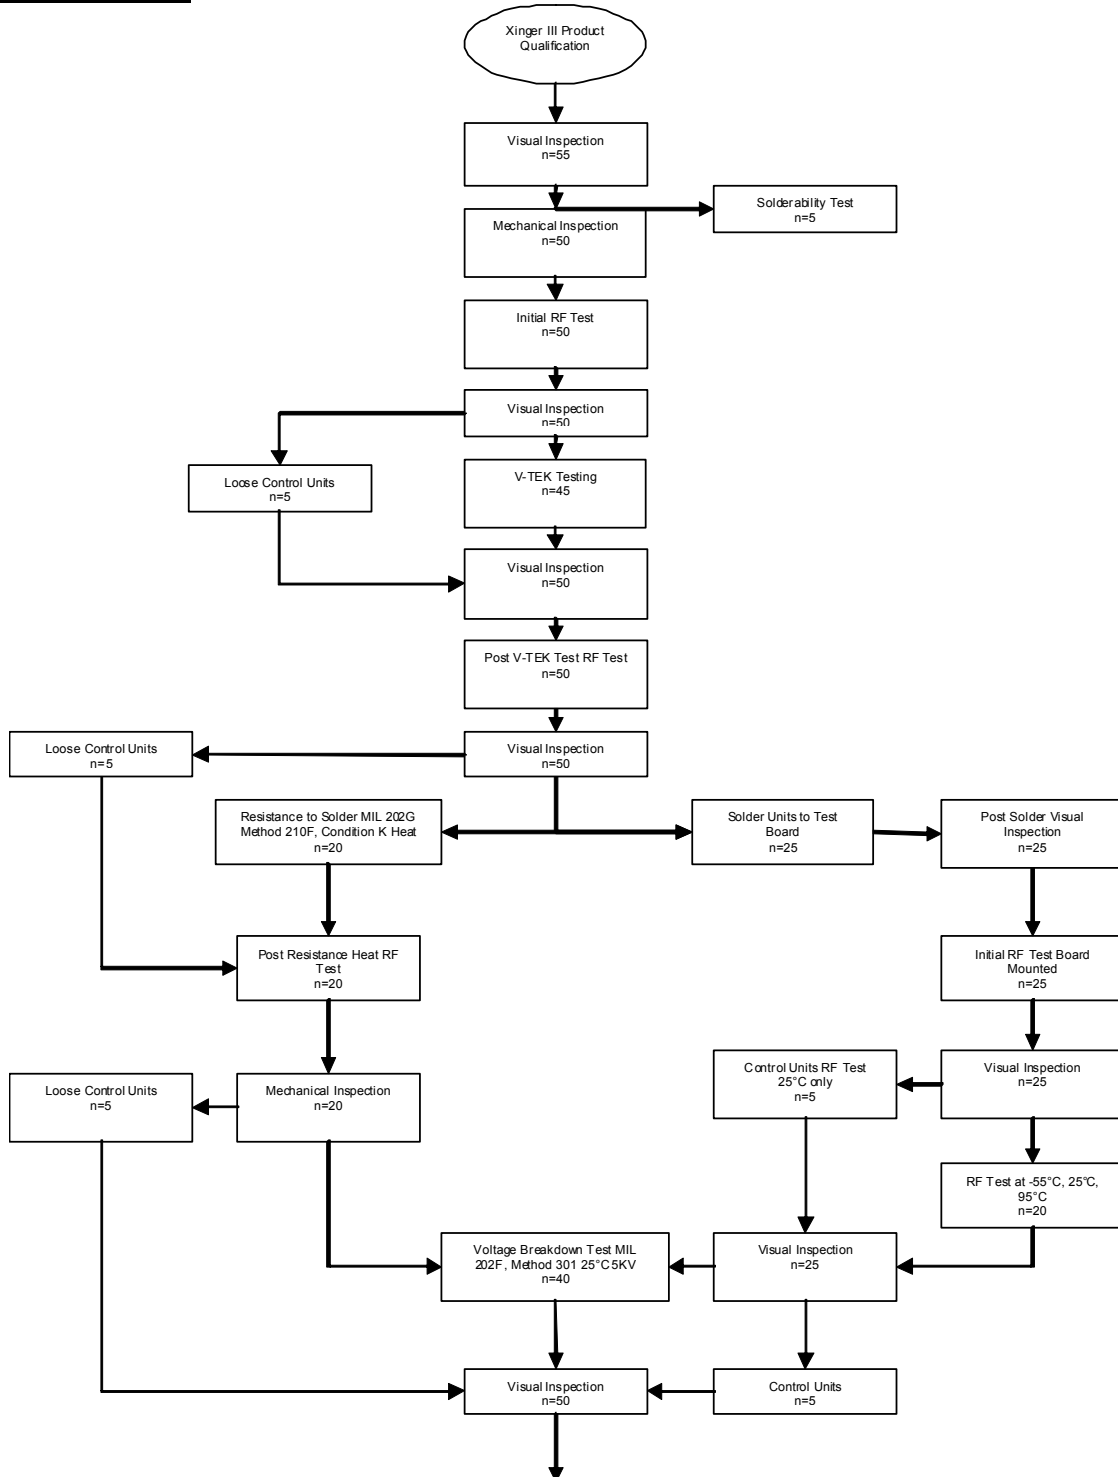 Xinger III Product
Qualification
Visual Inspection
n=55
Solderability Test
n=5
Mechanical Inspection
n=50
Initial RF Test
n=50
Visual Inspection
n=50
Loose Control Units
n=5
V-TEK Testing
n=45
Visual Inspection
n=50
Post V-TEK Test RF Test
n=50
Loose Control Units
n=5
Visual Inspection
n=50
Resistance to Solder MIL 202G
Method 210F, Condition K Heat
n=20
Solder Units to Test
Board
n=25
Post Solder Visual
Inspection
n=25
Post Resistance Heat RF
Test
n=20
Initial RF Test Board
Mounted
n=25
Loose Control Units
n=5
Mechanical Inspection
n=20
Control Units RF Test
25°C only
n=5
Visual Inspection
n=25
RF Test at -55°C, 25°C,
95°C
n=20
Voltage Breakdown Test MIL
202F, Method 301 25°C 5KV
n=40
Visual Inspection
n=25
Visual Inspection
n=50
Control Units
n=5